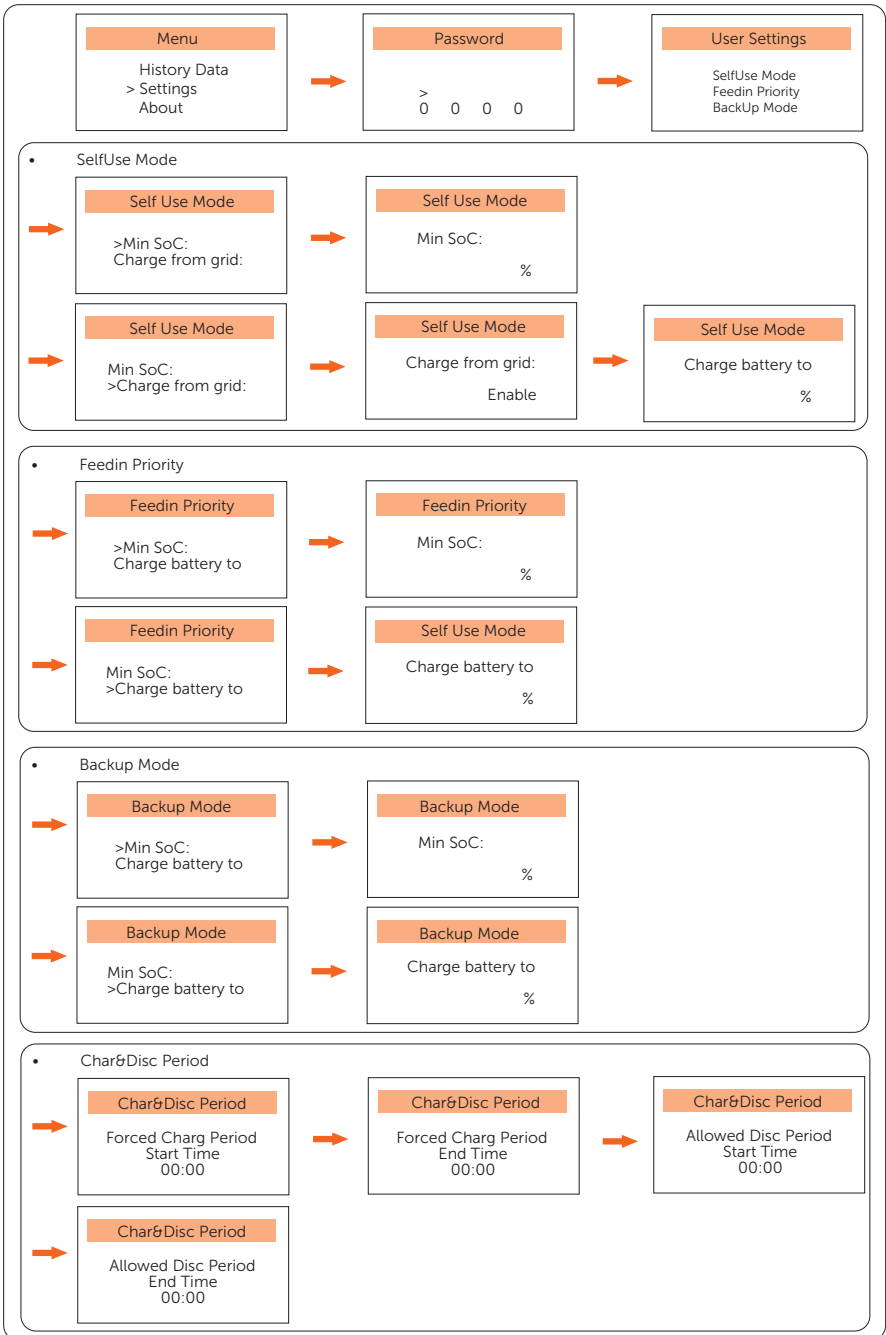 Menu
History Data
> Settings
About
Password
>
0 0 0 0
User Settings
SelfUse Mode
Feedin Priority
BackUp Mode
• SelfUse Mode
Self Use Mode
>Min SoC:
Charge from grid:
Self Use Mode
Min SoC:
%
Self Use Mode
Min SoC:
>Charge from grid:
Self Use Mode
Charge from grid:
Enable
Self Use Mode
Charge battery to
%
• Feedin Priority
Feedin Priority
>Min SoC:
Charge battery to
Feedin Priority
Min SoC:
%
Feedin Priority
Min SoC:
>Charge battery to
Self Use Mode
Charge battery to
%
• Backup Mode
Backup Mode
>Min SoC:
Charge battery to
Backup Mode
Min SoC:
%
Backup Mode
Min SoC:
>Charge battery to
Backup Mode
Charge battery to
%
• Char&Disc Period
Char&Disc Period
Forced Charg Period
Start Time
00:00
Char&Disc Period
Forced Charg Period
End Time
00:00
Char&Disc Period
Allowed Disc Period
Start Time
00:00
Char&Disc Period
Allowed Disc Period
End Time
00:00